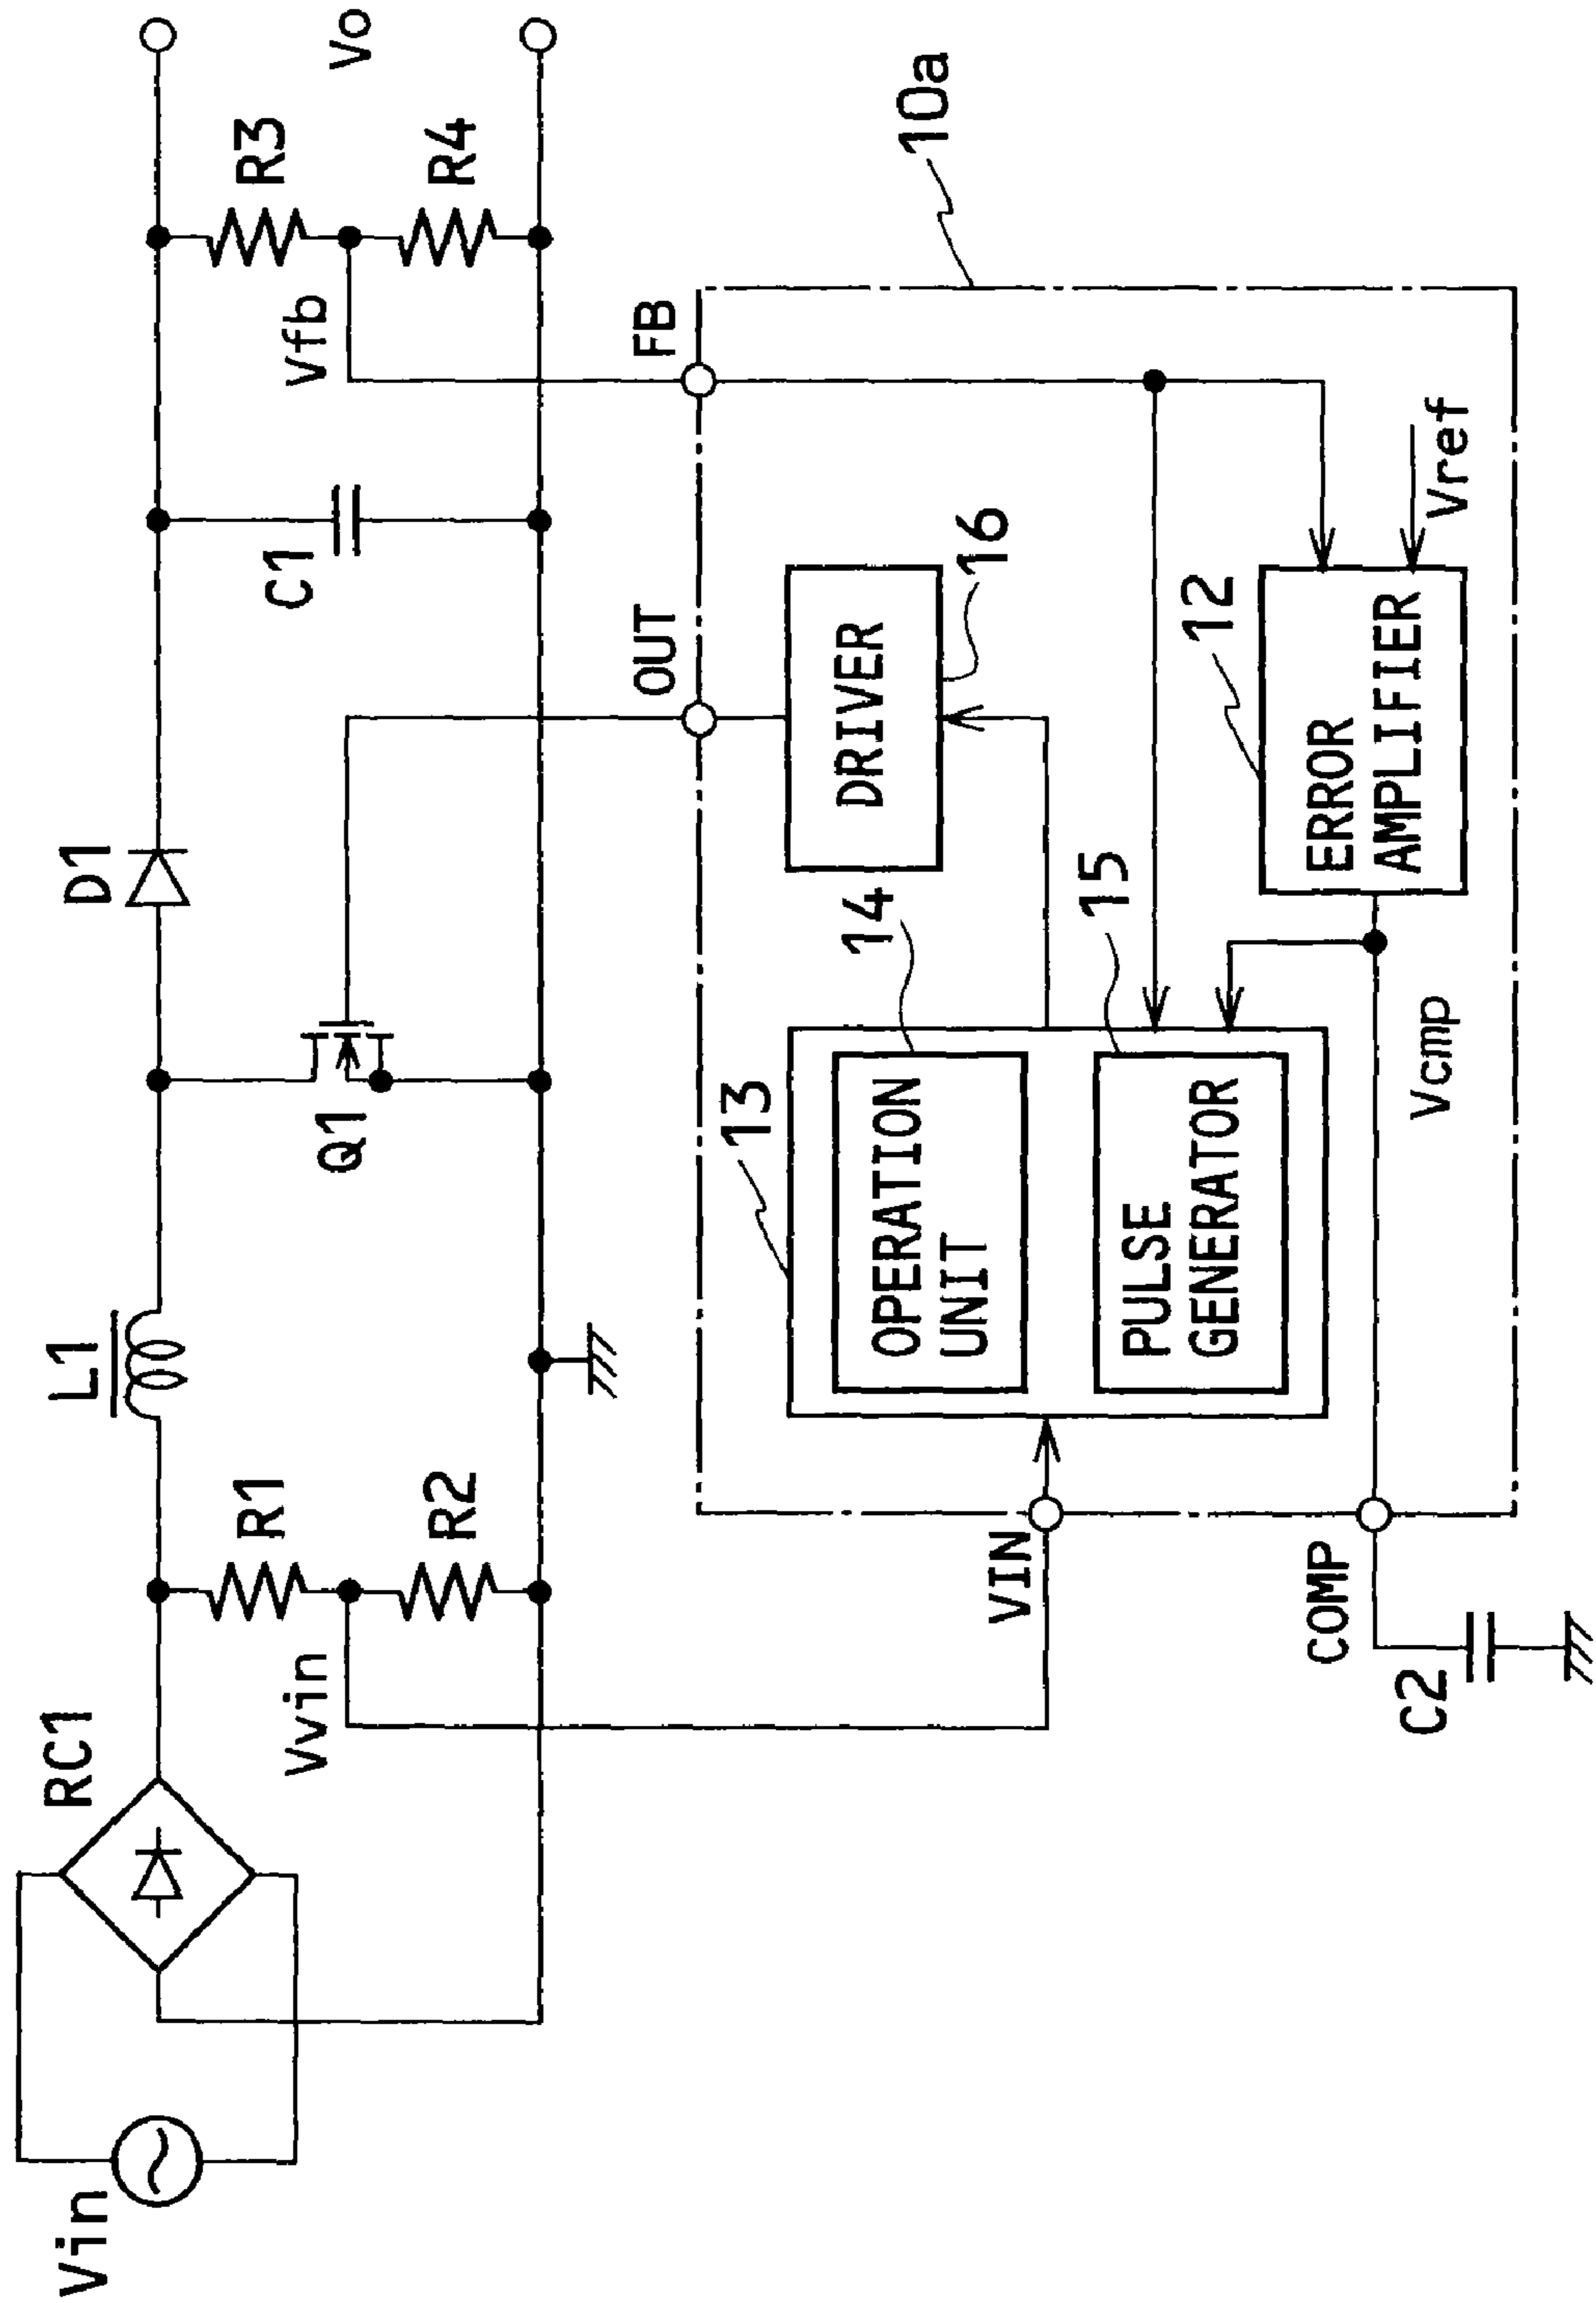 Vin
RC1
L1
D1
R1
R2
Vvin
Q1
C1
Vfb
R3
R4
Vo
OUT
FB
10a
VIN
13
14
OPERATION
UNIT
15
PULSE
GENERATOR
DRIVER
16
12
ERROR
AMPLIFIER
Vref
Vcmp
COMP
C2